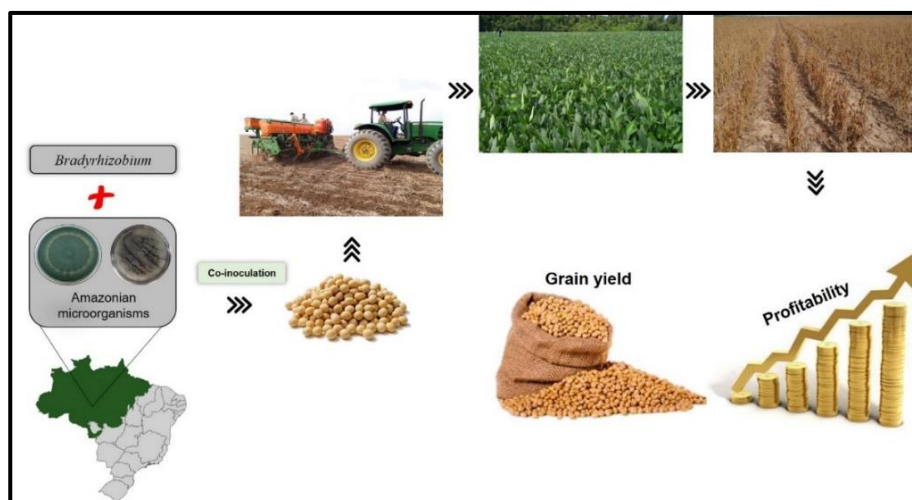 Bradyrhizobium
Amazonian
microorganisms
Co-inoculation
Grain yield
Profitability